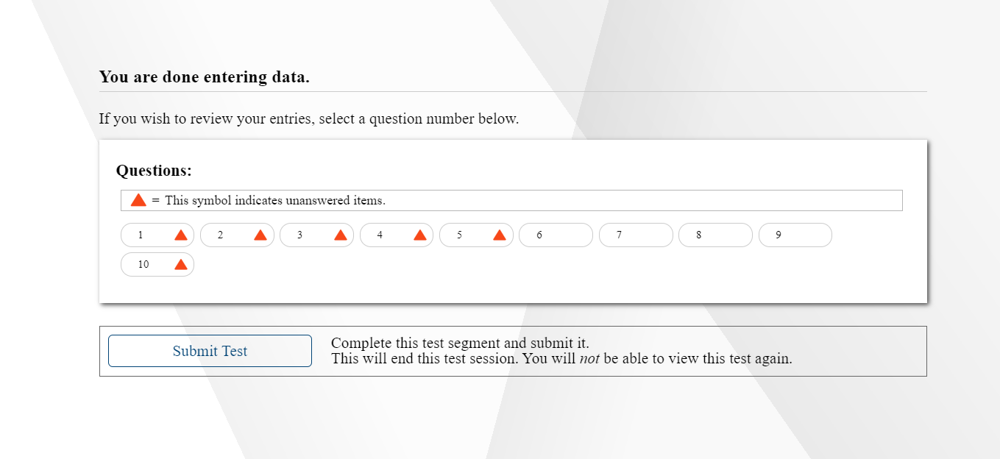 You are done entering data.
If you wish to review your entries, select a question number below.
Questions:
= This symbol indicates unanswered items.
1 2 3 4 5 6 7 8 9
10
Submit Test
Complete this test segment and submit it.
This will end this test session. You will not be able to view this test again.